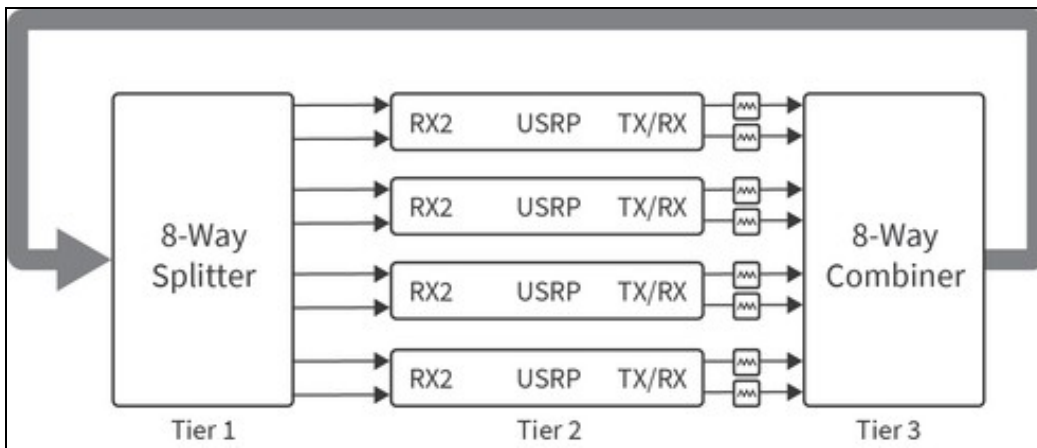 8-Way
Splitter
RX2 USRP TX/RX
RX2 USRP TX/RX
RX2 USRP TX/RX
RX2 USRP TX/RX
8-Way
Combiner
Tier 1 Tier 2 Tier 3